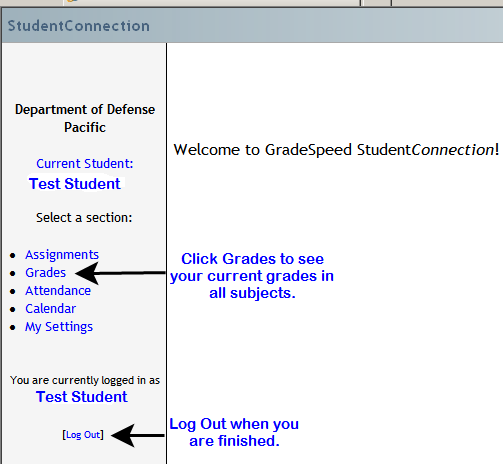 StudentConnection
Department of Defense
Pacific
Current Student:
Test Student
Select a section:
Assignments
Grades
Attendance
Calendar
My Settings
You are currently logged in as
Test Student
[Log Out]
Welcome to GradeSpeed StudentConnection!
Click Grades to see
your current grades in
all subjects.
Log Out when you
are finished.